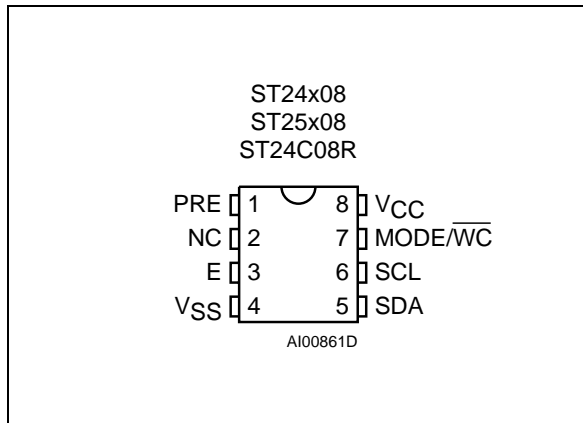 ST24x08
ST25x08
ST24C08R
PRE 1 8 VCC
NC 2 7 MODE/WC
E 3 6 SCL
VSS 4 5 SDA
AI00861D